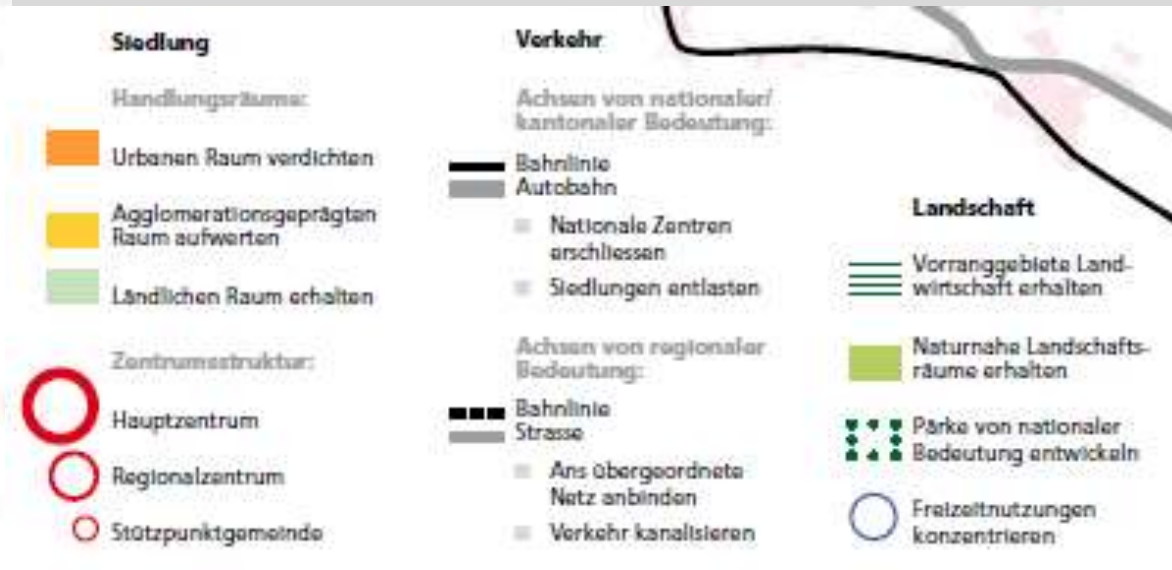 Siedlung
Handlungsräume:
Urbanen Raum verdichten
Agglomerationsgeprägten
Raum aufwerten
Ländlichen Raum erhalten
Zentrumsstruktur:
Hauptzentrum
Regionalzentrum
Stützpunktgemeinde
Verkehr
Achsen von nationaler/
kantonaler Bedeutung:
Bahnlinie
Autobahn
Nationale Zentren
erschliessen
Siedlungen entlasten
Achsen von regionaler
Bedeutung:
Bahnlinie
Strasse
Ans übergeordnete
Netz anbinden
Verkehr kanalisieren
Landschaft
Vorranggebiete Land-
wirtschaft erhalten
Naturnahe Landschafts-
räume erhalten
Pärke von nationaler
Bedeutung entwickeln
Freizeitnutzungen
konzentrieren